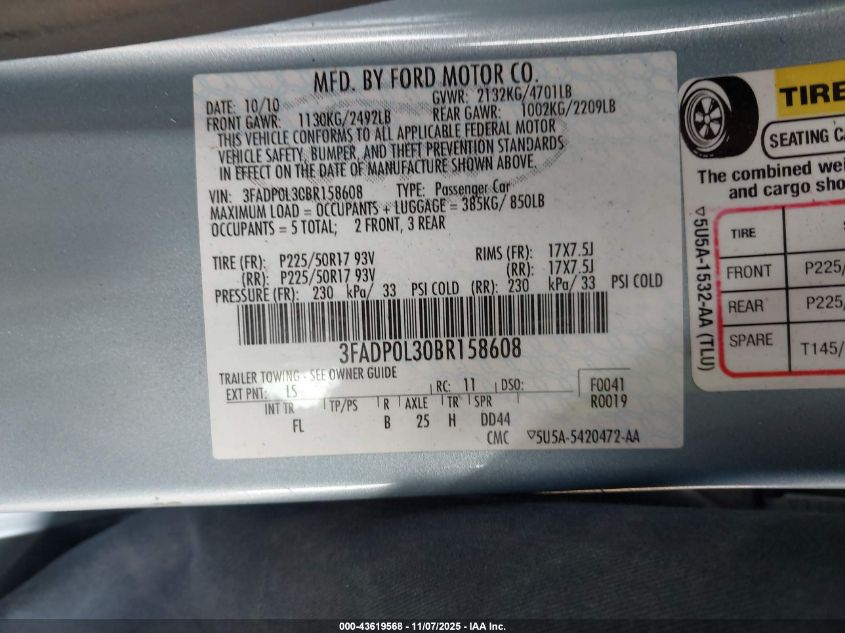 MFD. BY FORD MOTOR CO.
DATE: 10/10 GVWR: 2132KG/4701LB
FRONT GAWR: 1130KG/2492LB REAR GAWR: 1002KG/2209LB
THIS VEHICLE CONFORMS TO ALL APPLICABLE FEDERAL MOTOR
VEHICLE SAFETY, BUMPER, AND THEFT PREVENTION STANDARDS
IN EFFECT ON THE DATE OF MANUFACTURE SHOWN ABOVE.
VIN: 3FADP0L30BR158608 TYPE: Passenger Car
MAXIMUM LOAD = OCCUPANTS + LUGGAGE = 385KG/ 850LB
OCCUPANTS = 5 TOTAL; 2 FRONT, 3 REAR
TIRE (FR): P225/50R17 93V RIMS (FR): 17X7.5J
(RR): P225/50R17 93V (RR): 17X7.5J
PRESSURE (FR): 230 kPa/ 33 PSI COLD (RR): 230 kPa/ 33 PSI COLD
3FADP0L30BR158608
TRAILER TOWING - SEE OWNER GUIDE
EXT PNT: LS RC: 11 DSO: F0041
INT TR TP/PS R AXLE TR SPR R0019
FL B 25 H DD44
CMC ▽5U5A-5420472-AA
TIRE
SEATING CA
The combined wei
and cargo sho
▽5U5A-1532-AA (TLU)
TIRE S
FRONT P225/
REAR P225/
SPARE T145/
000-43619568 - 11/07/2025 - IAA Inc.